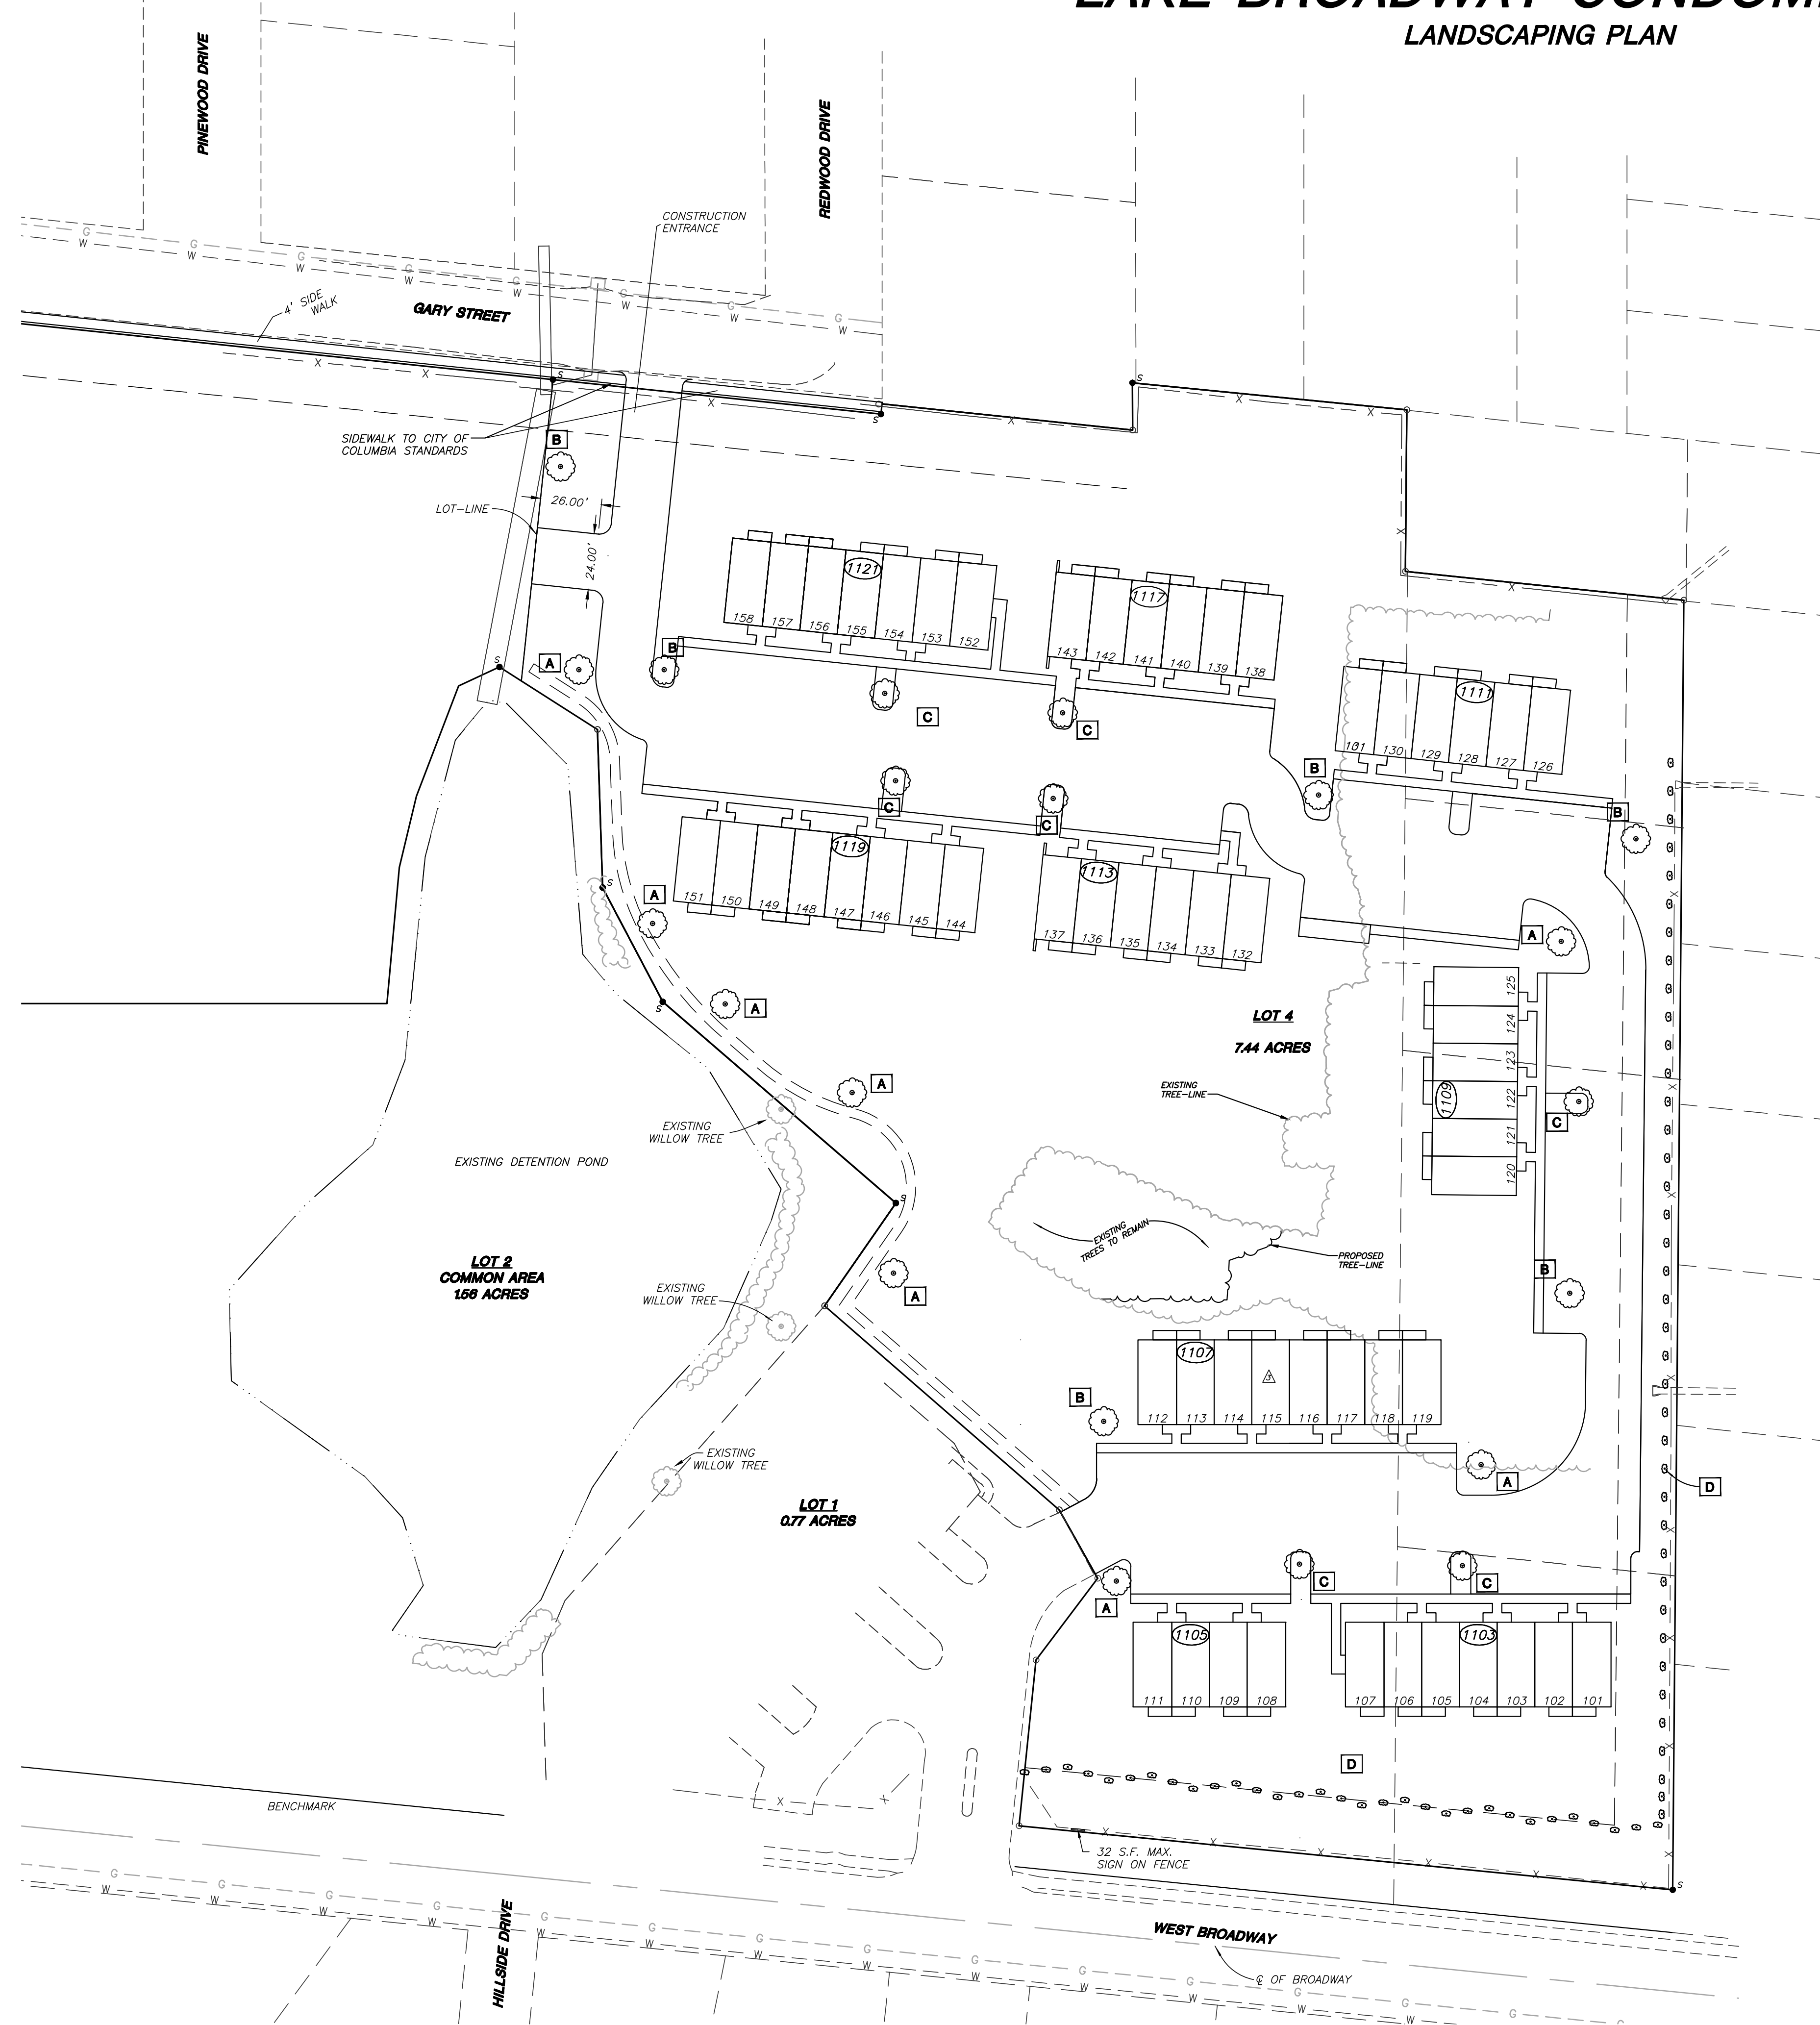 LANDSCAPING PLAN
PINEWOOD DRIVE
REDWOOD DRIVE
CONSTRUCTION
ENTRANCE
4' SIDE
WALK
GARY STREET
SIDEWALK TO CITY OF
COLUMBIA STANDARDS
B
26.00'
LOT-LINE
24.00'
A
B
1121
158 157 156 155 154 153 152
1117
143 142 141 140 139 138
1111
131 130 129 128 127 126
C
C
B
B
C
C
1119
151 150 149 148 147 146 145 144
1113
137 136 135 134 133 132
A
A
A
A
LOT 4
7.44 ACRES
EXISTING
TREE-LINE
1109
125 124 123 122 121 120
C
EXISTING
WILLOW TREE
EXISTING DETENTION POND
EXISTING
TREES TO REMAIN
PROPOSED
TREE-LINE
B
LOT 2
COMMON AREA
1.56 ACRES
EXISTING
WILLOW TREE
A
1107
3
112 113 114 115 116 117 118 119
B
A
D
EXISTING
WILLOW TREE
LOT 1
0.77 ACRES
A
C
C
1105
111 110 109 108
1103
107 106 105 104 103 102 101
D
BENCHMARK
32 S.F. MAX.
SIGN ON FENCE
HILLSIDE DRIVE
WEST BROADWAY
℄ OF BROADWAY